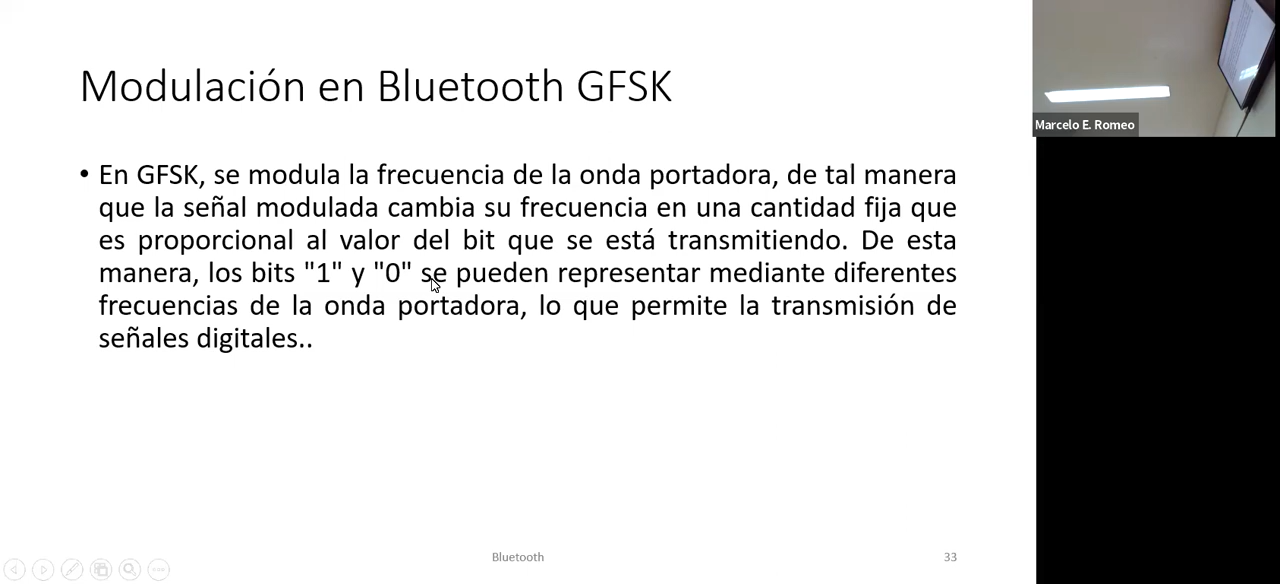 Modulación en Bluetooth GFSK
• En GFSK, se modula la frecuencia de la onda portadora, de tal manera
que la señal modulada cambia su frecuencia en una cantidad fija que
es proporcional al valor del bit que se está transmitiendo. De esta
manera, los bits "1" y "0" se pueden representar mediante diferentes
frecuencias de la onda portadora, lo que permite la transmisión de
señales digitales..
Bluetooth
33
Marcelo E. Romeo